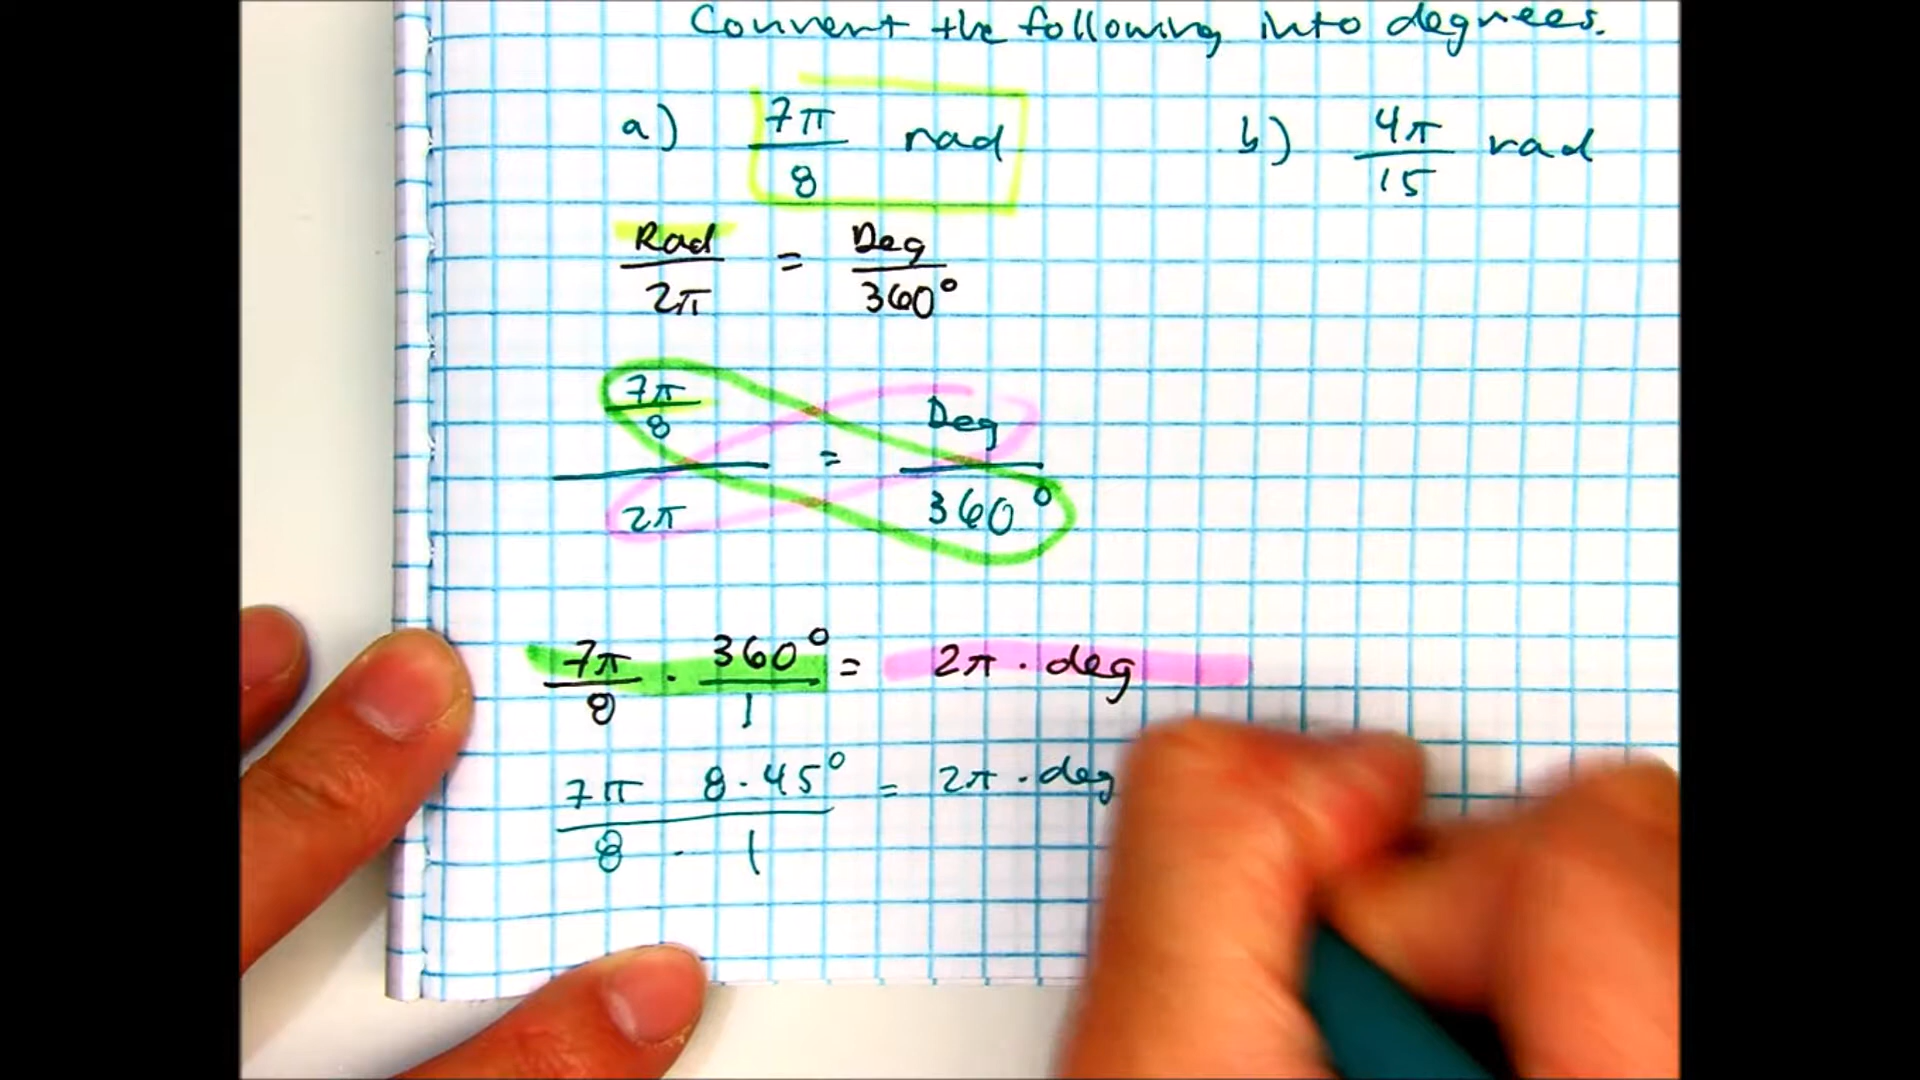 Convert the following into degrees.
a) 7π/8 rad b) 4π/15 rad
Rad/2π = Deg/360°
7π/8/2π = Deg/360°
7π/8 · 360°/1 = 2π · deg
7π 8·45°/8 · 1 = 2π · deg